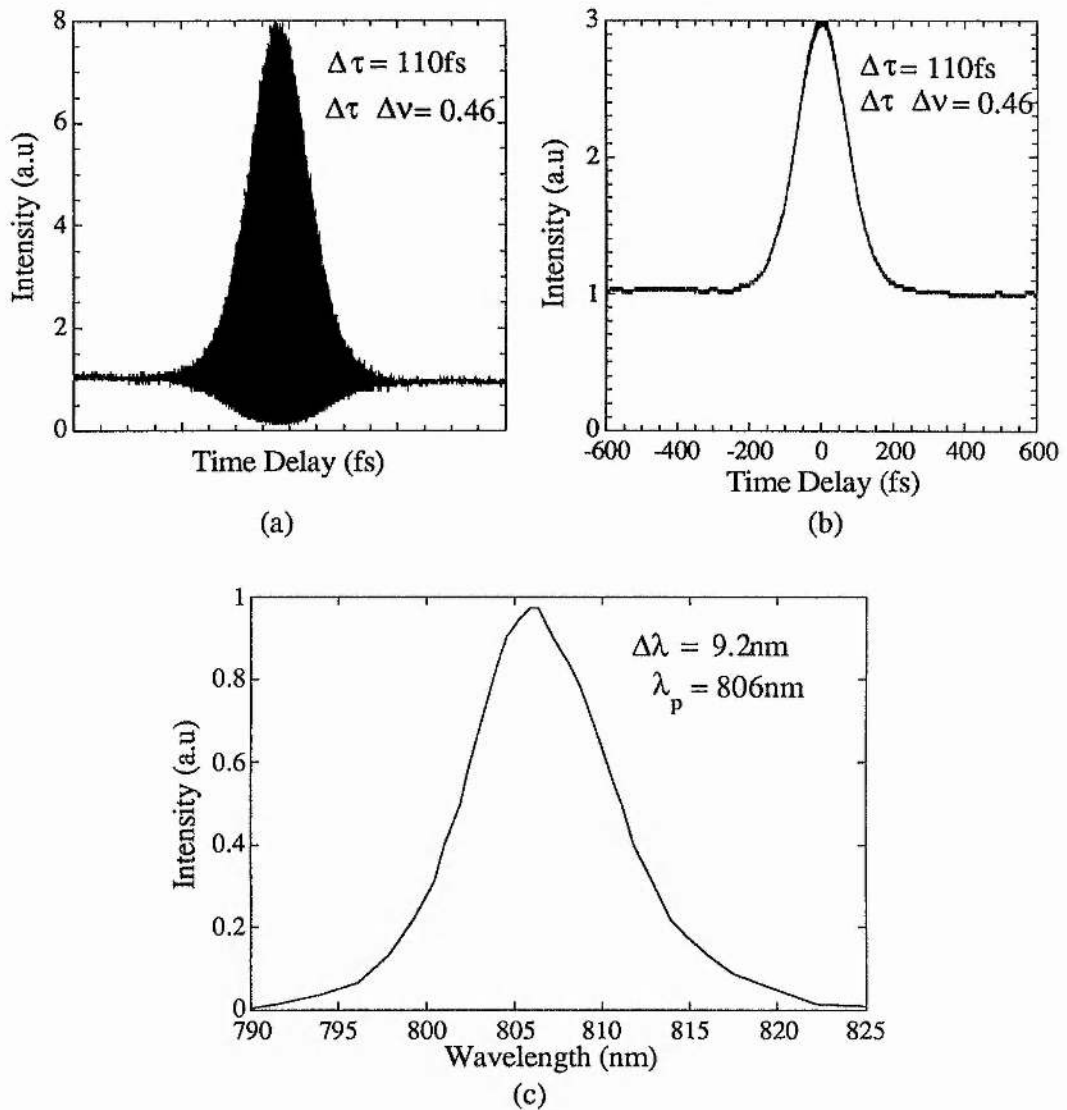 8
6
4
2
0
Intensity (a.u)
Δτ = 110fs
Δτ Δν = 0.46
Time Delay (fs)
(a)
3
2
1
0
Intensity (a.u)
Δτ = 110fs
Δτ Δν = 0.46
-600 -400 -200 0 200 400 600
Time Delay (fs)
(b)
1
0.8
0.6
0.4
0.2
0
Intensity (a.u)
Δλ = 9.2nm
λp = 806nm
790 795 800 805 810 815 820 825
Wavelength (nm)
(c)